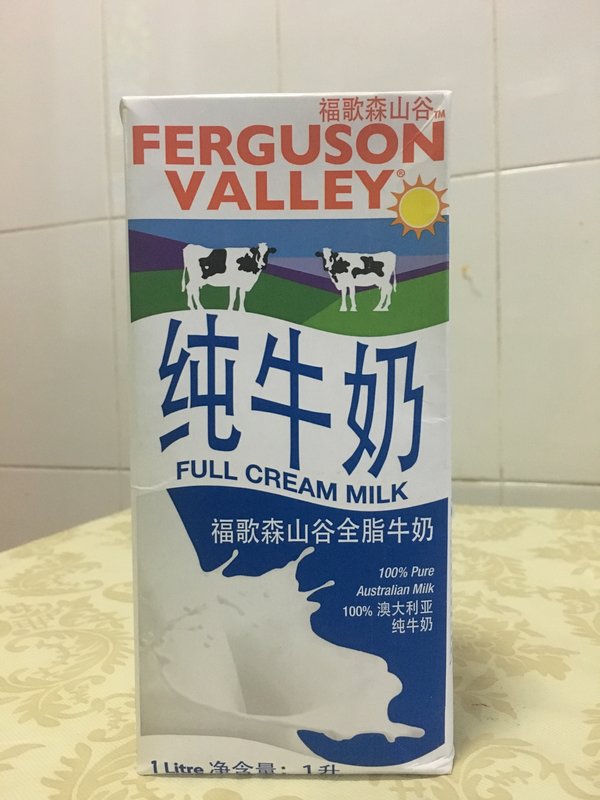 福歌森山谷™
FERGUSON
VALLEY®
纯牛奶
FULL CREAM MILK
福歌森山谷全脂牛奶
100% Pure
Australian Milk
100% 澳大利亚
纯牛奶
1 Litre 净含量：1升